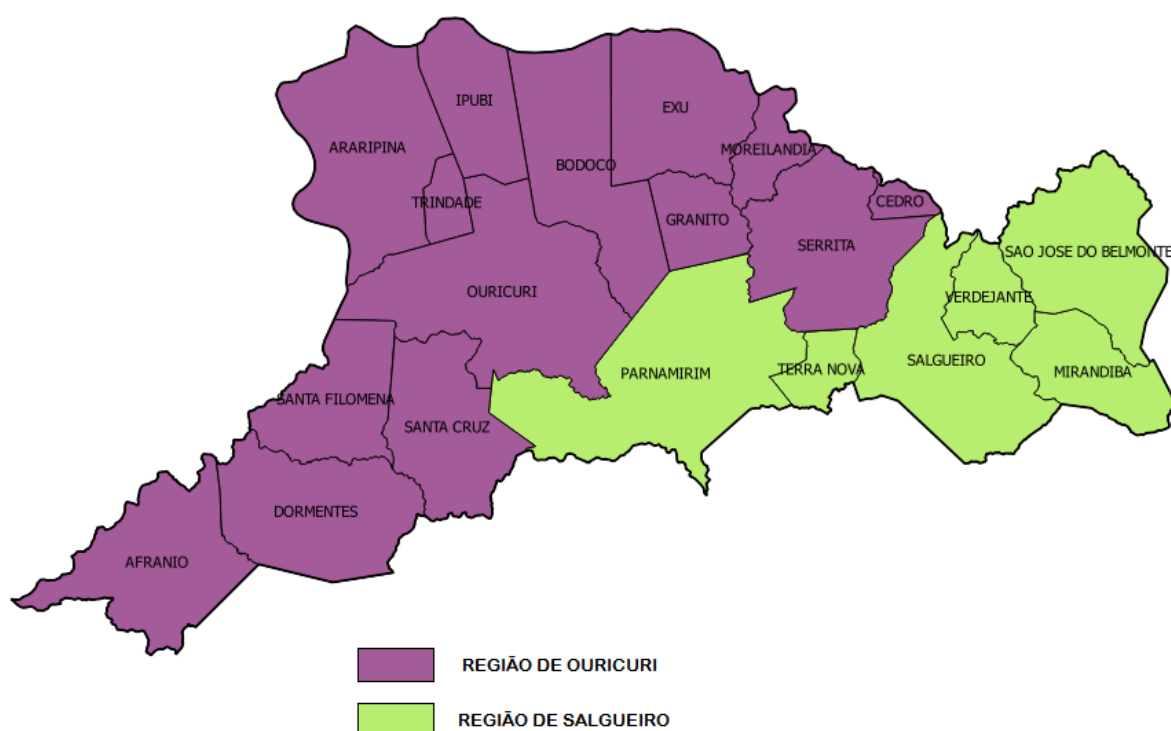 IPUBI
EXU
ARARIPINA
MOREILANDIA
BODOCO
TRINDADE
CEDRO
GRANITO
SERRITA
SAO JOSE DO BELMONTE
OURICURI
VERDEJANTE
SALGUEIRO
PARNAMIRIM
TERRA NOVA
MIRANDIBA
SANTA FILOMENA
SANTA CRUZ
DORMENTES
AFRANIO
REGIÃO DE OURICURI
REGIÃO DE SALGUEIRO